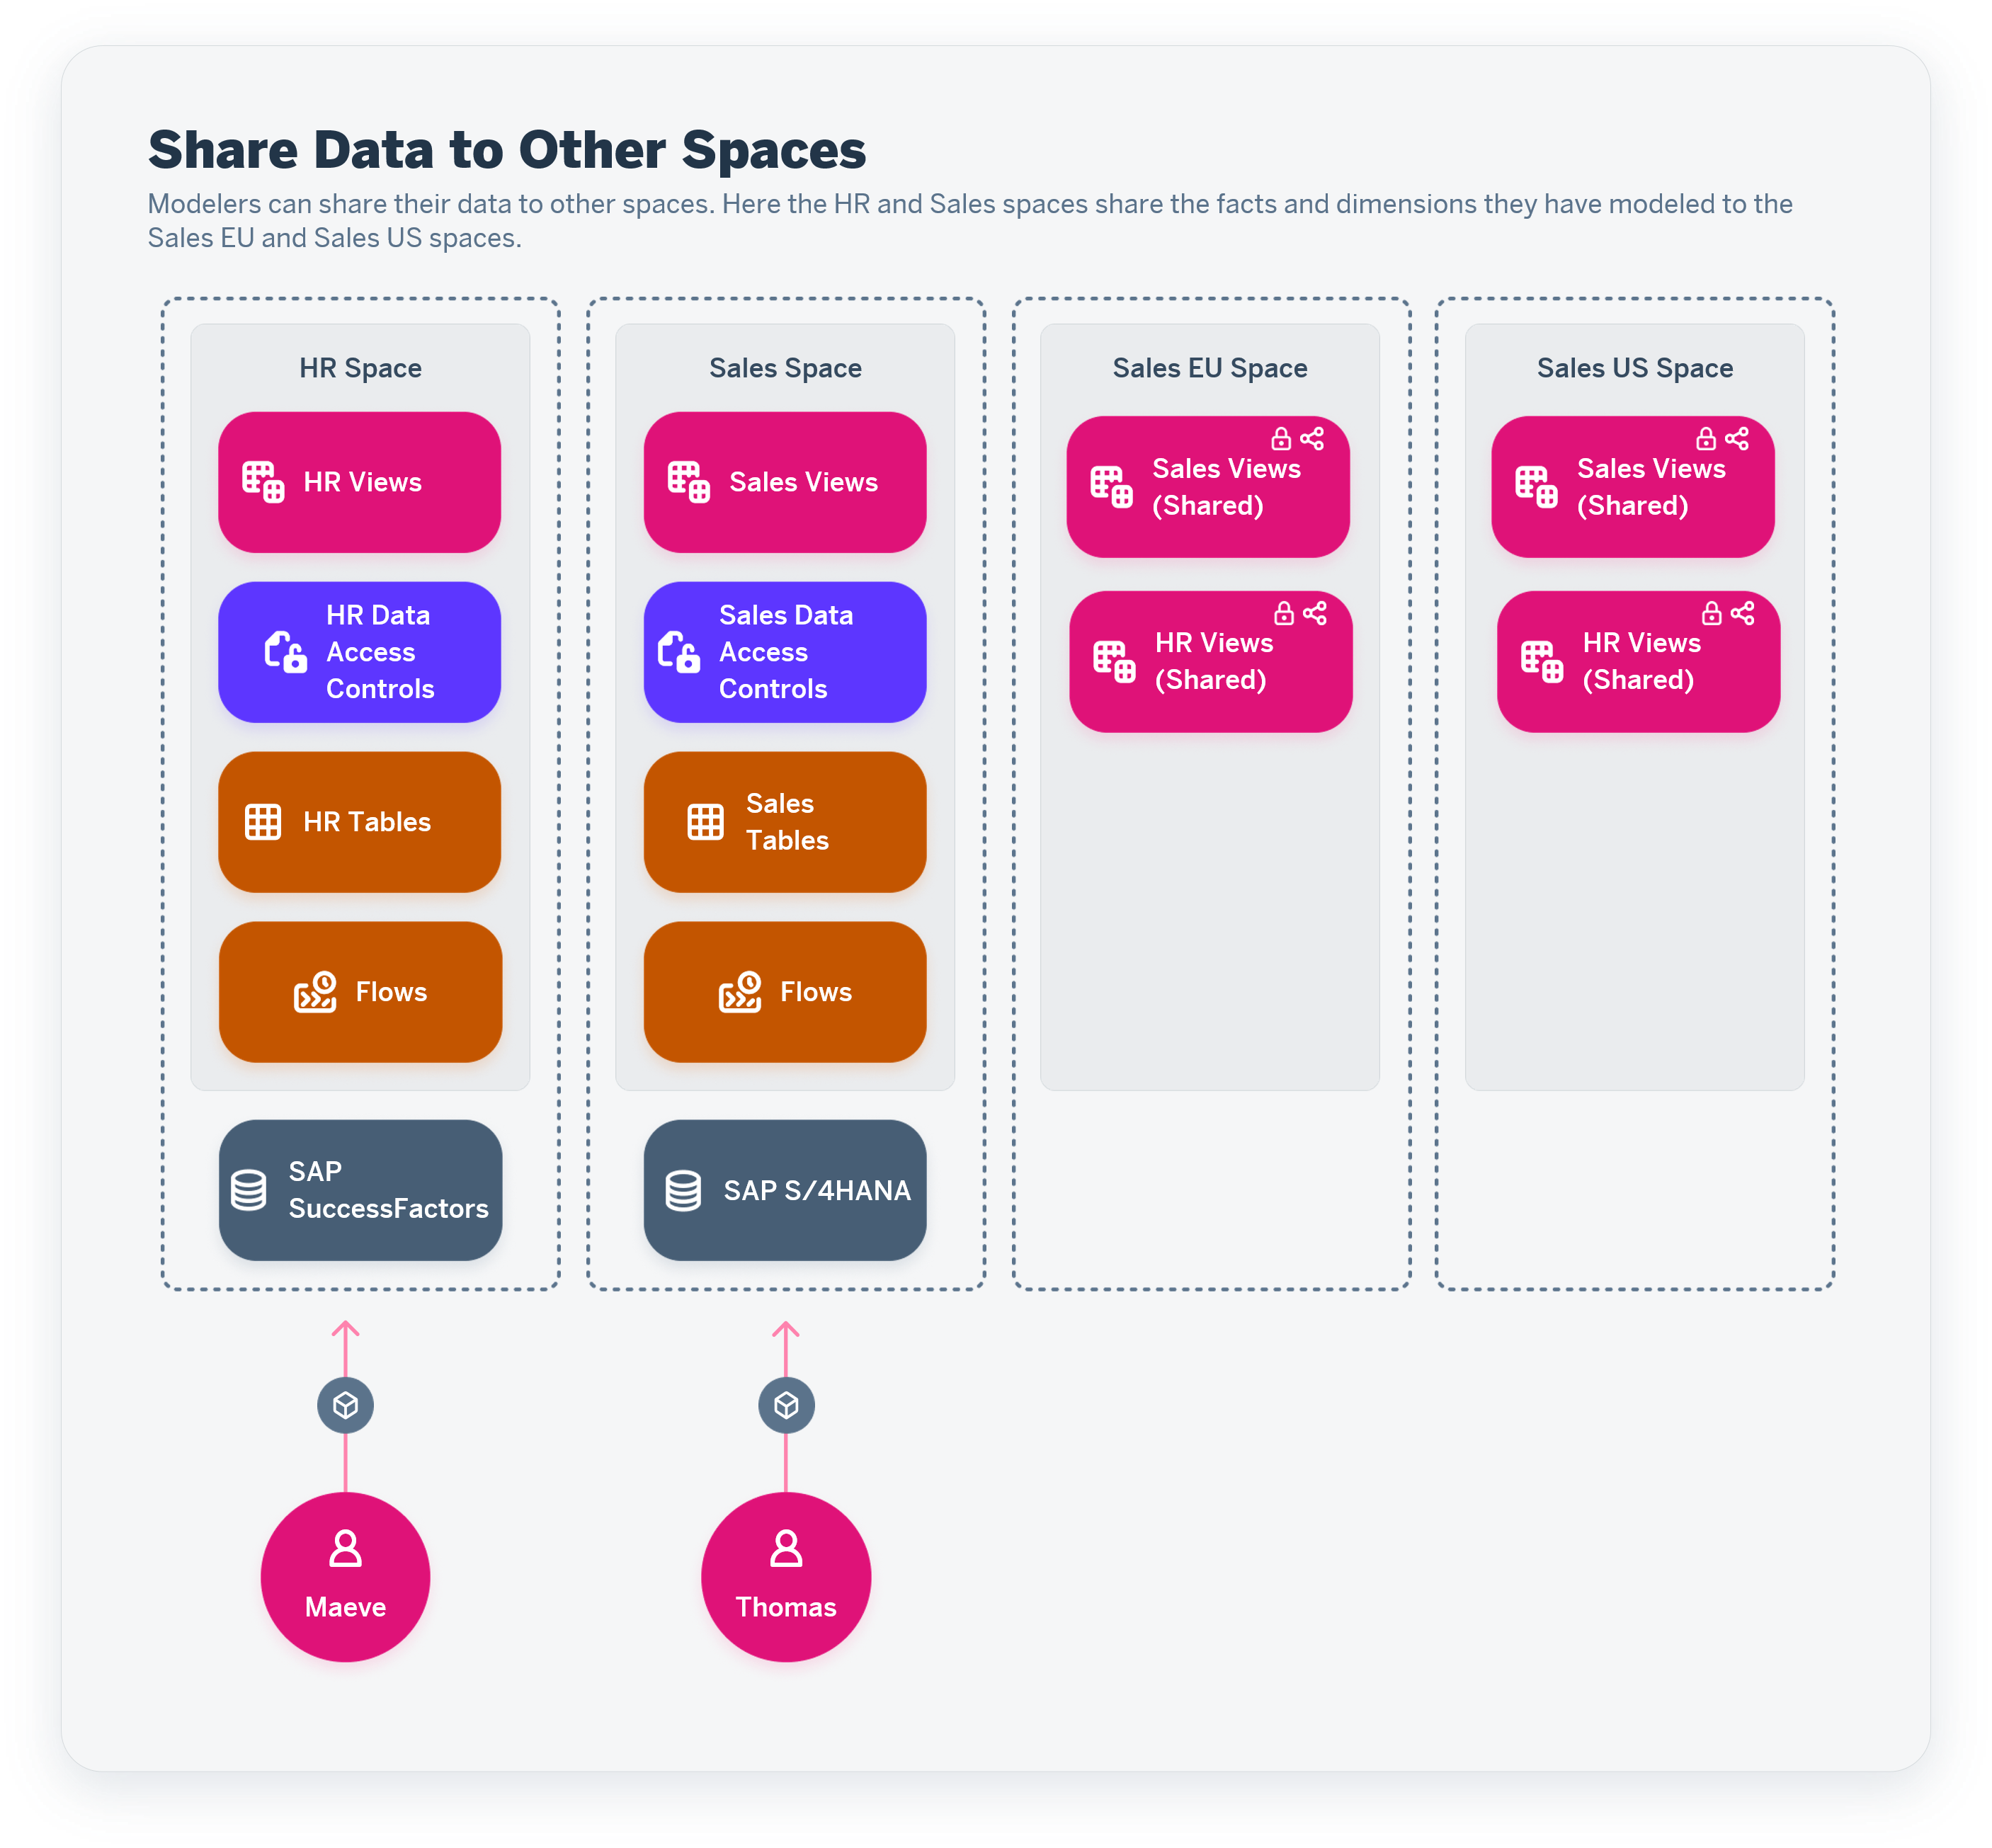 Share Data to Other Spaces
Modelers can share their data to other spaces. Here the HR and Sales spaces share the facts and dimensions they have modeled to the
Sales EU and Sales US spaces.
HR Space
HR Views
HR Data
Access
Controls
HR Tables
Flows
SAP
SuccessFactors
Maeve
Sales Space
Sales Views
Sales Data
Access
Controls
Sales
Tables
Flows
SAP S/4HANA
Thomas
Sales EU Space
Sales Views
(Shared)
HR Views
(Shared)
Sales US Space
Sales Views
(Shared)
HR Views
(Shared)